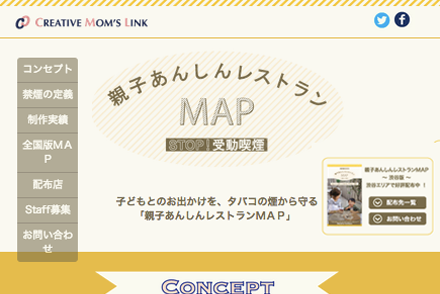 CREATIVE MOM'S LINK
コンセプト
禁煙の定義
制作実績
全国版MA
P
配布店
Staff募集
お問い合わ
せ
親子あんしんレストラン
MAP
STOP! 受動喫煙
子どもとのお出かけを、タバコの煙から守る
「親子あんしんレストランMAP」
親子あんしんレストランMAP
～ 渋谷版 ～
渋谷エリアで好評配布中！
配布先一覧
お問い合わせ
CONCEPT